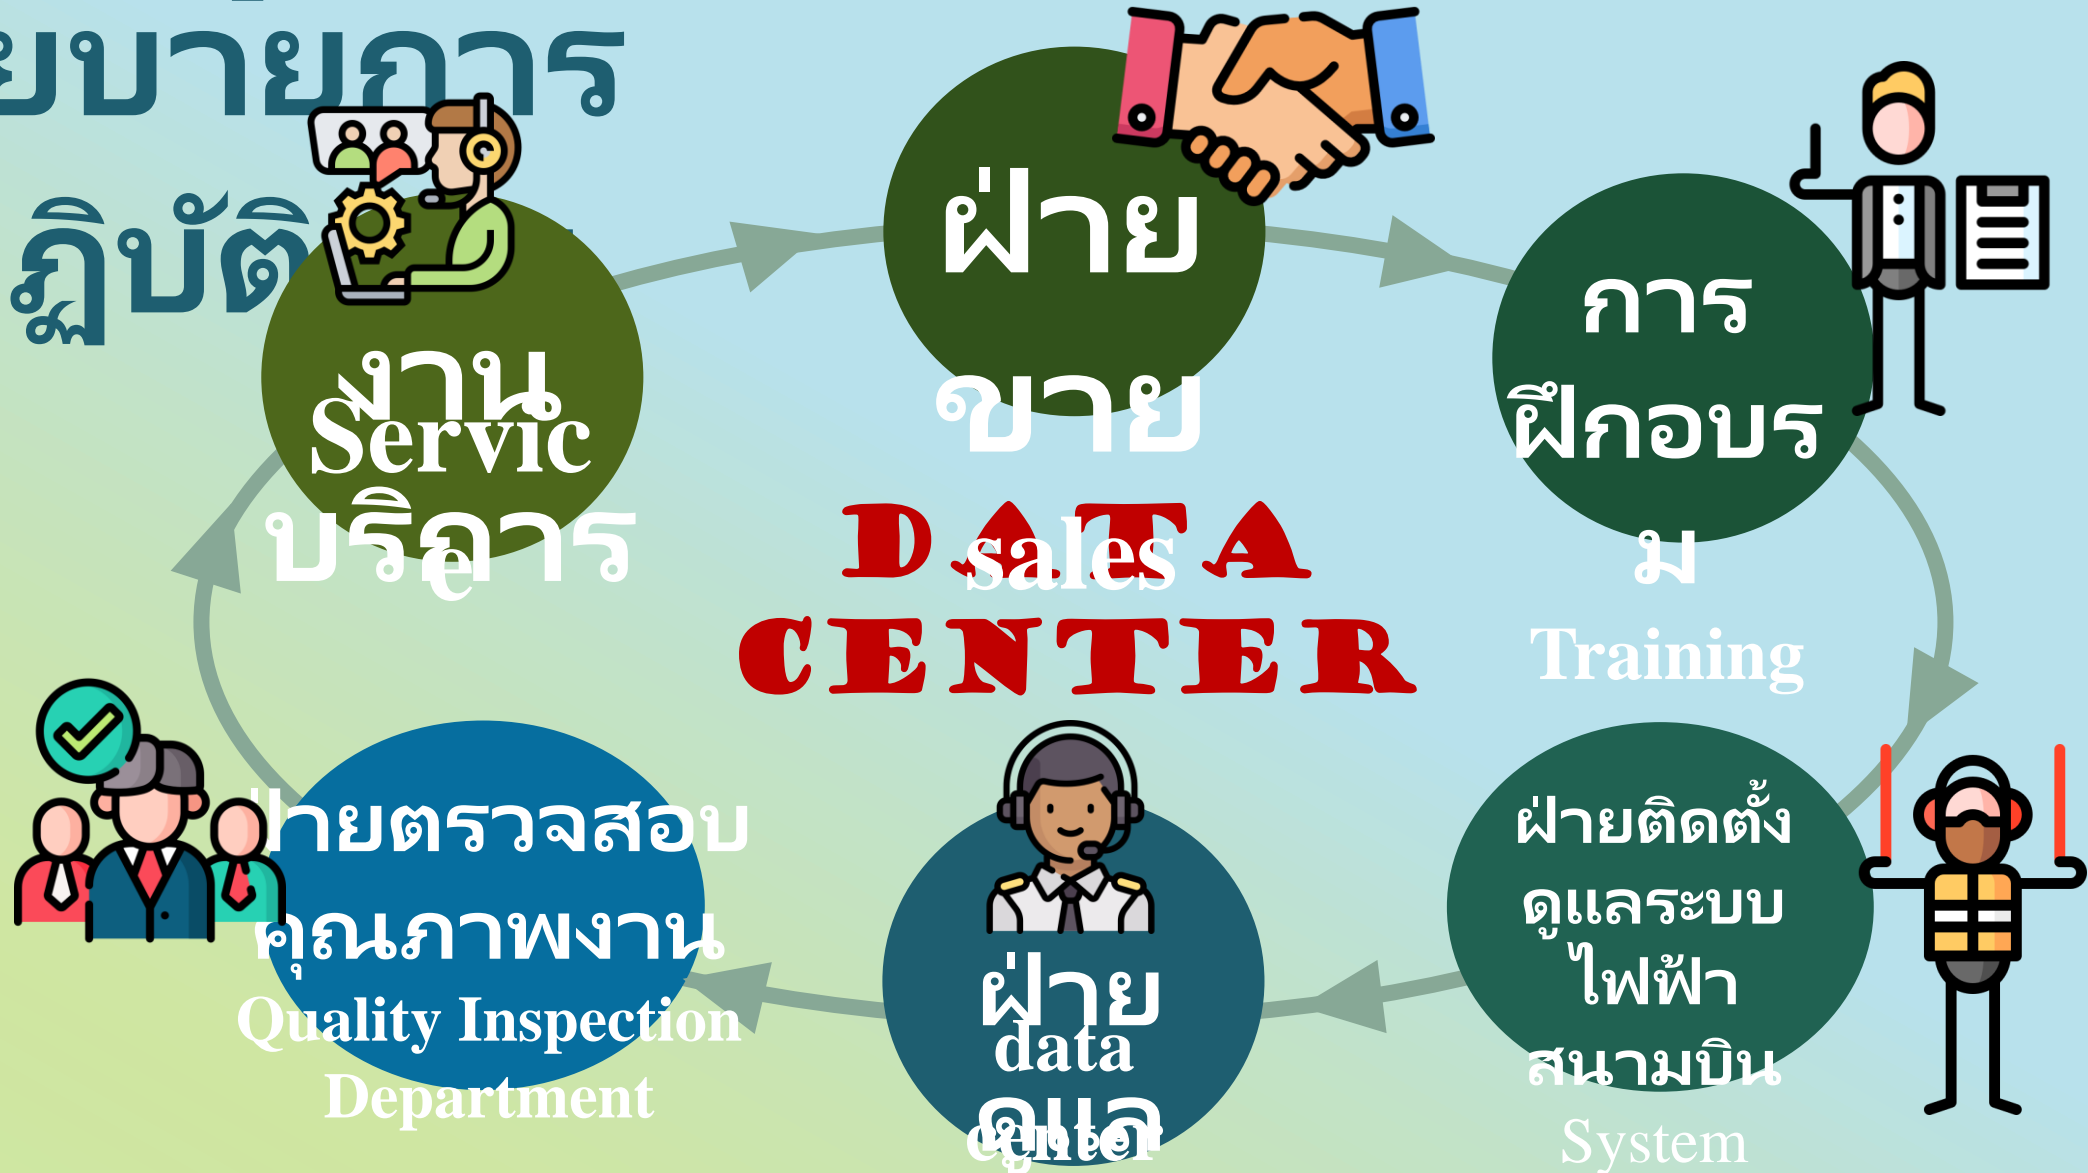 ยบายการ
ฏิบัติ
งาน
บริการ
Servic
e
ฝ่าย
ขาย
sales
การ
ฝึกอบร
ม
Training
DATA
CENTER
ฝ่ายตรวจสอบ
คุณภาพงาน
Quality Inspection
Department
ฝ่าย
ดูแล
data
center
ฝ่ายติดตั้ง
ดูแลระบบ
ไฟฟ้า
สนามบิน
System